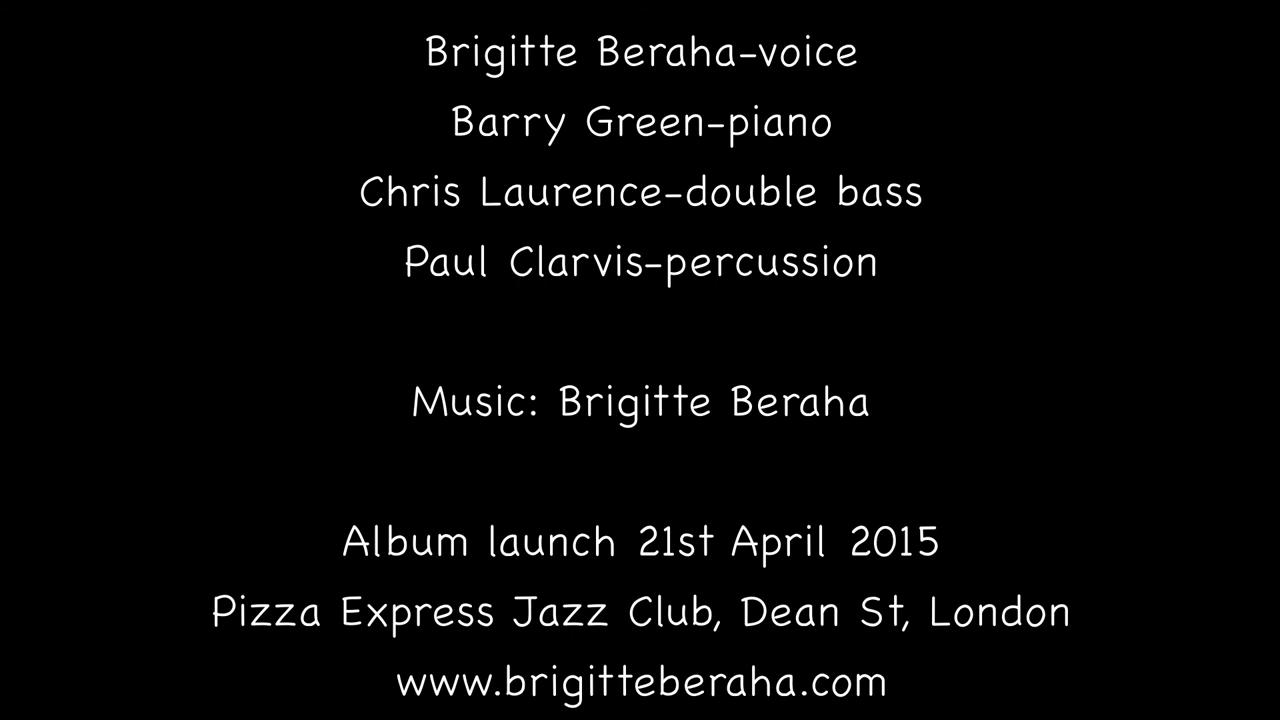 Brigitte Beraha-voice
Barry Green-piano
Chris Laurence-double bass
Paul Clarvis-percussion
Music: Brigitte Beraha
Album launch 21st April 2015
Pizza Express Jazz Club, Dean St, London
www.brigitteberaha.com